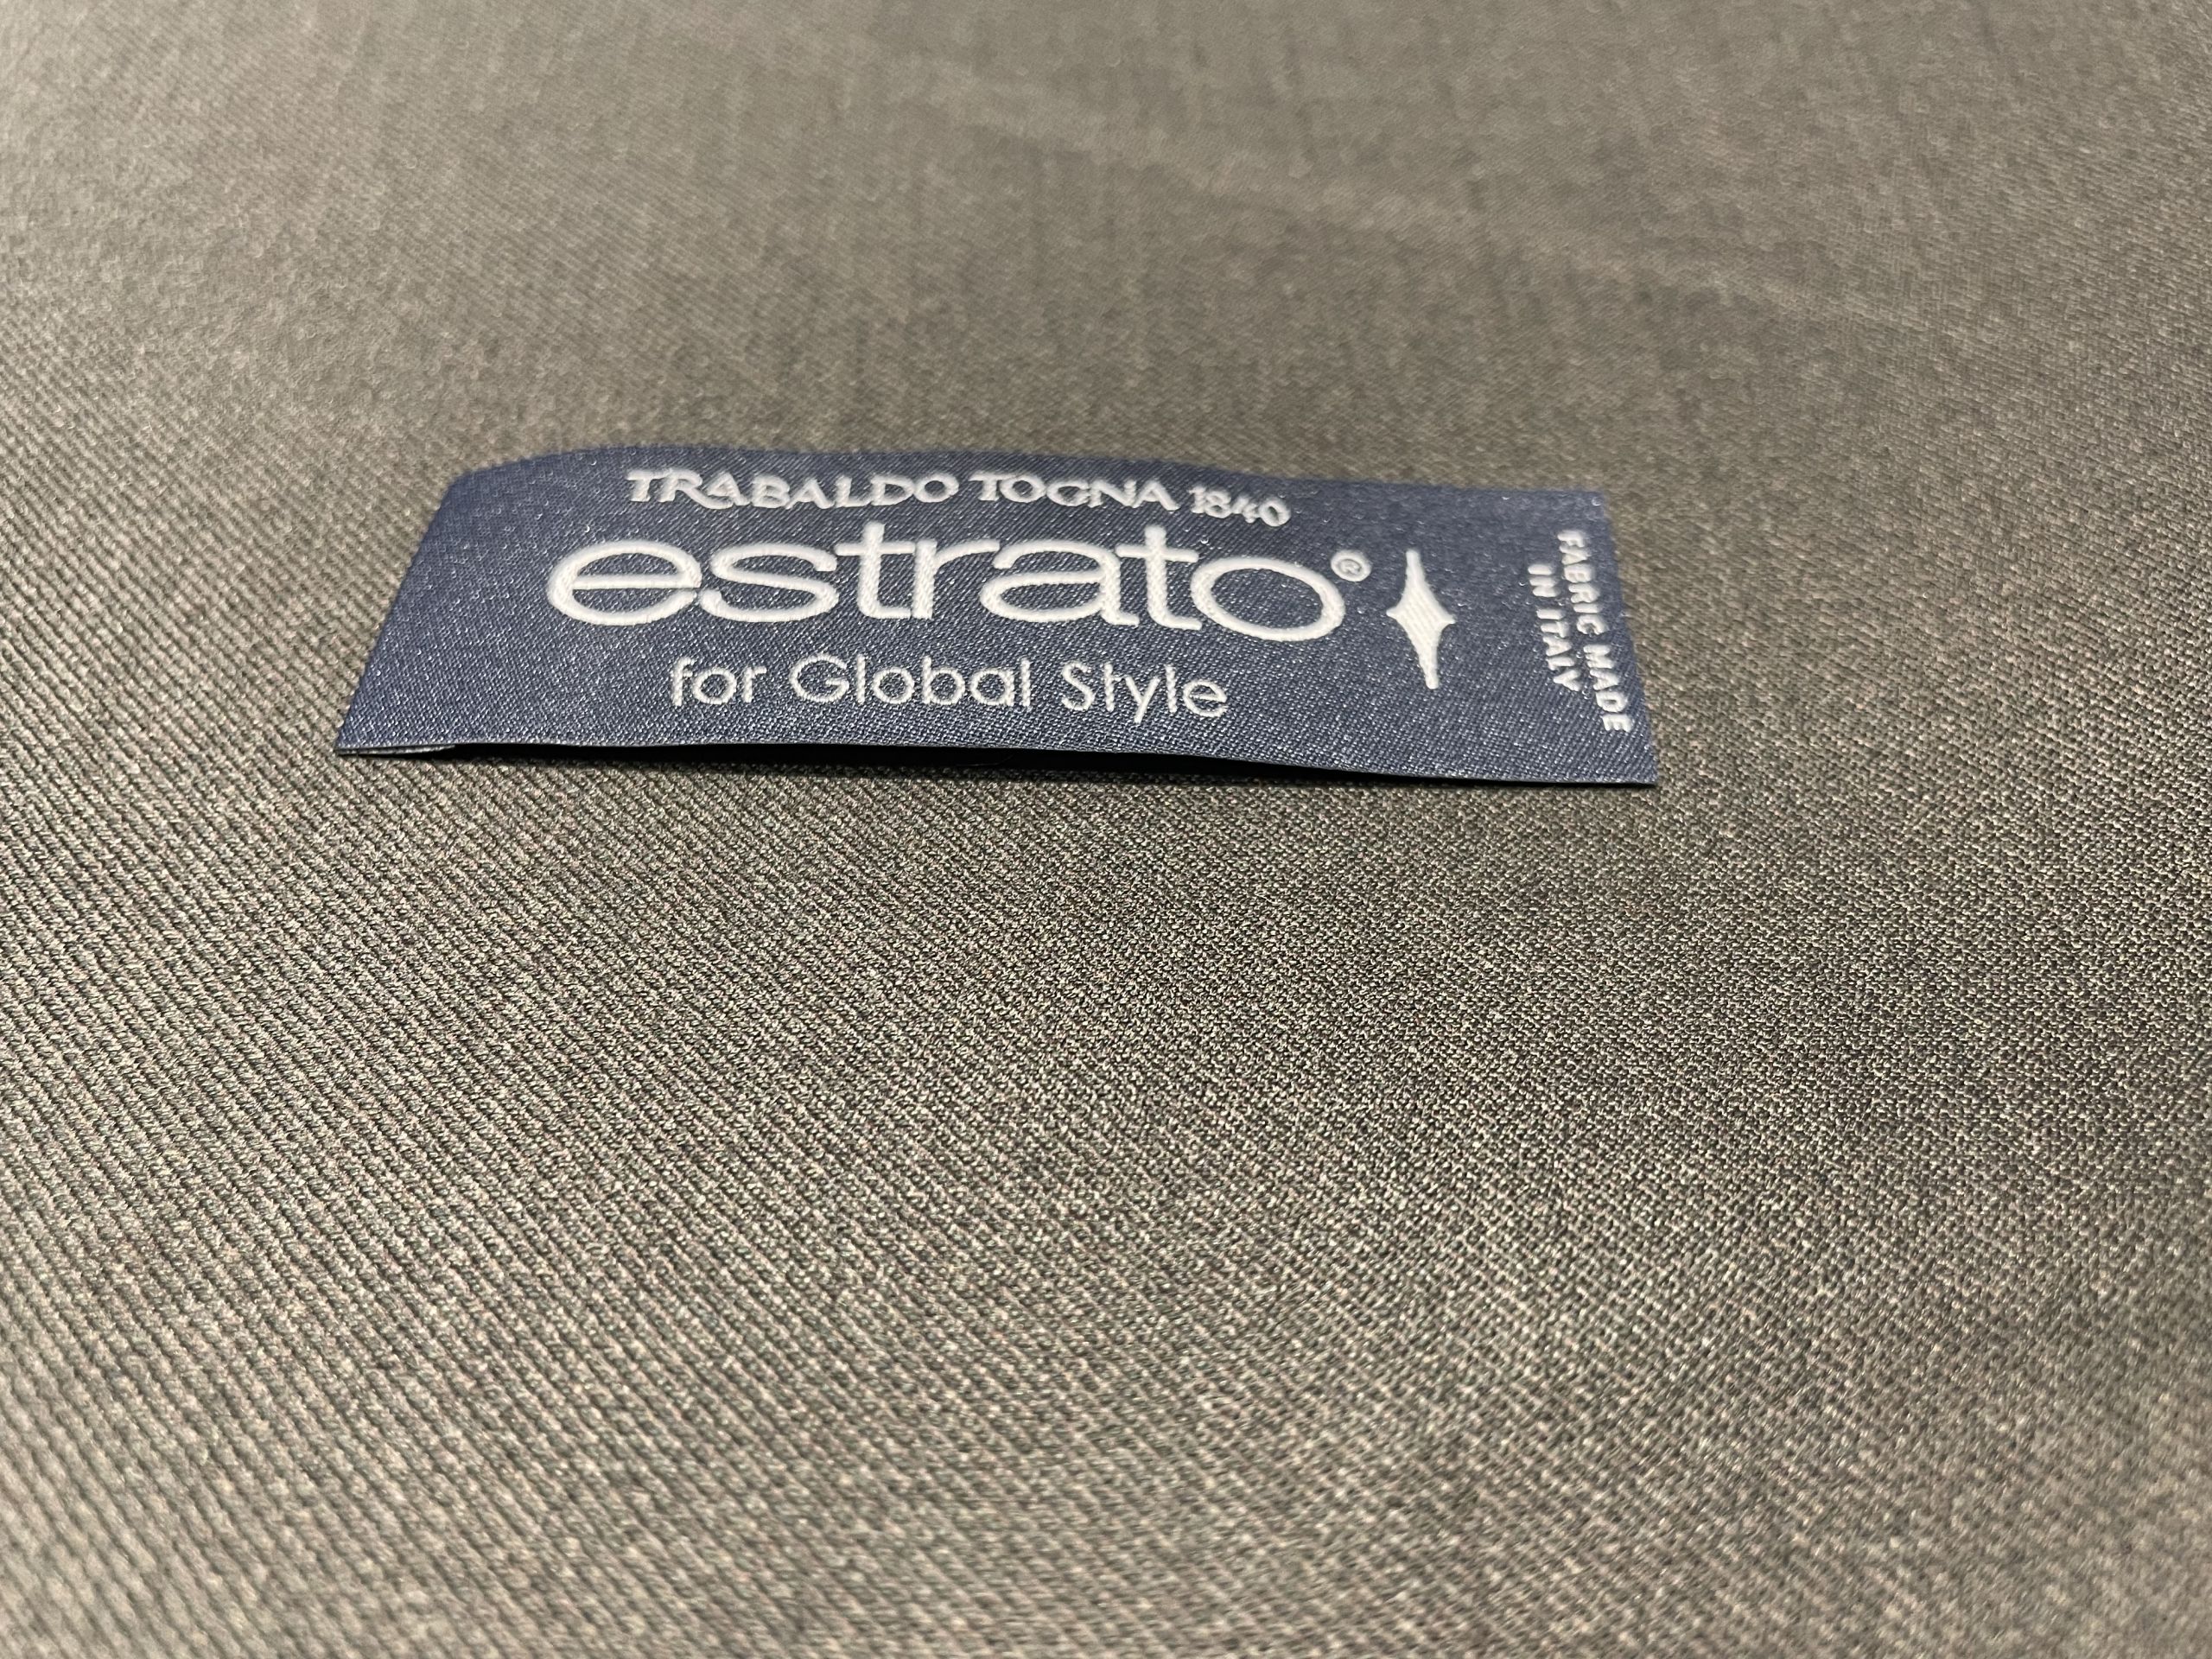 TRABALDO TOGNA 1840
estrato®
for Global Style
FABRIC MADE
IN ITALY